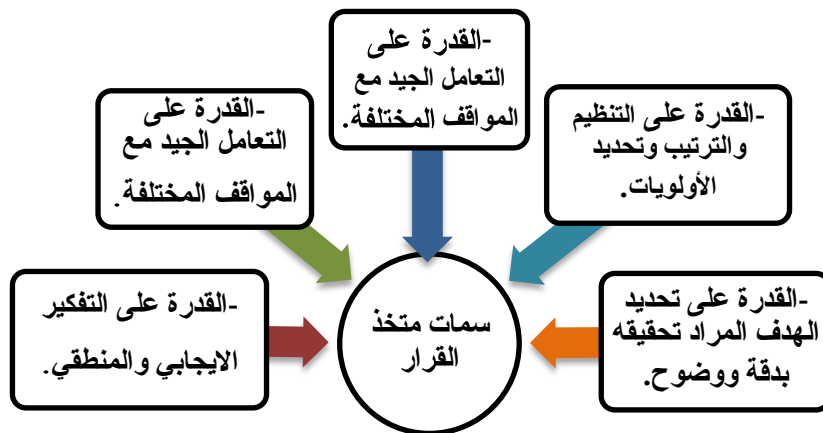 -القدرة على
التعامل الجيد مع
المواقف المختلفة.
-القدرة على التنظيم
والترتيب وتحديد
الأولويات.
-القدرة على
التعامل الجيد مع
المواقف المختلفة.
-القدرة على تحديد
الهدف المراد تحقيقه
بدقة ووضوح.
سمات متخذ
القرار
-القدرة على التفكير
الايجابي والمنطقي.